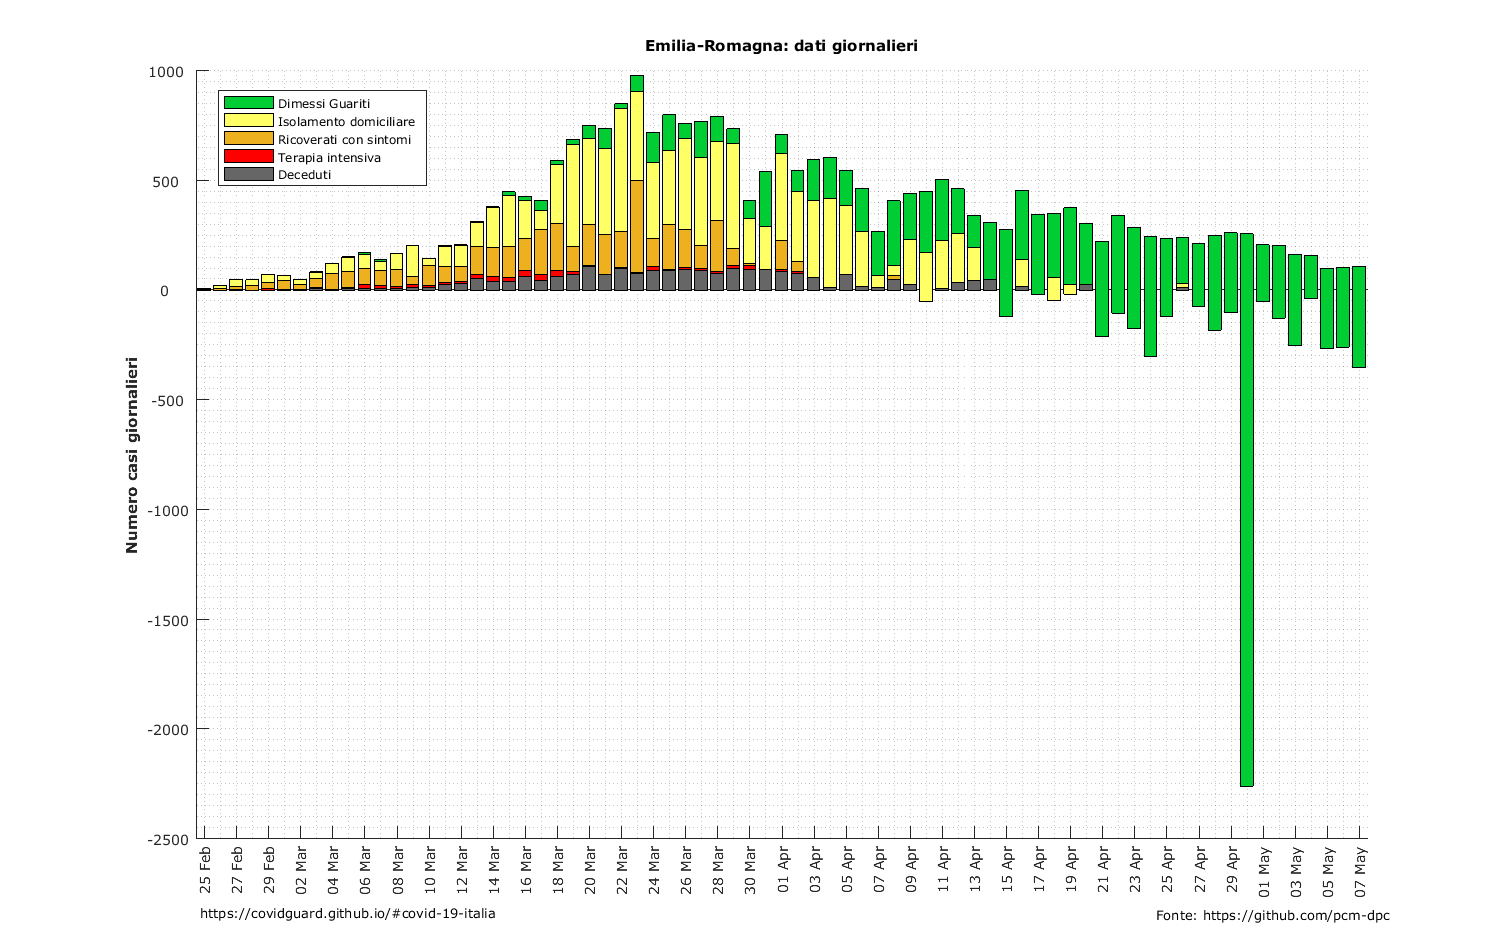 Emilia-Romagna: dati giornalieri
1000
500
0
-500
-1000
-1500
-2000
-2500
Numero casi giornalieri
Dimessi Guariti
Isolamento domiciliare
Ricoverati con sintomi
Terapia intensiva
Deceduti
25 Feb
27 Feb
29 Feb
02 Mar
04 Mar
06 Mar
08 Mar
10 Mar
12 Mar
14 Mar
16 Mar
18 Mar
20 Mar
22 Mar
24 Mar
26 Mar
28 Mar
30 Mar
01 Apr
03 Apr
05 Apr
07 Apr
09 Apr
11 Apr
13 Apr
15 Apr
17 Apr
19 Apr
21 Apr
23 Apr
25 Apr
27 Apr
29 Apr
01 May
03 May
05 May
07 May
https://covidguard.github.io/#covid-19-italia
Fonte: https://github.com/pcm-dpc